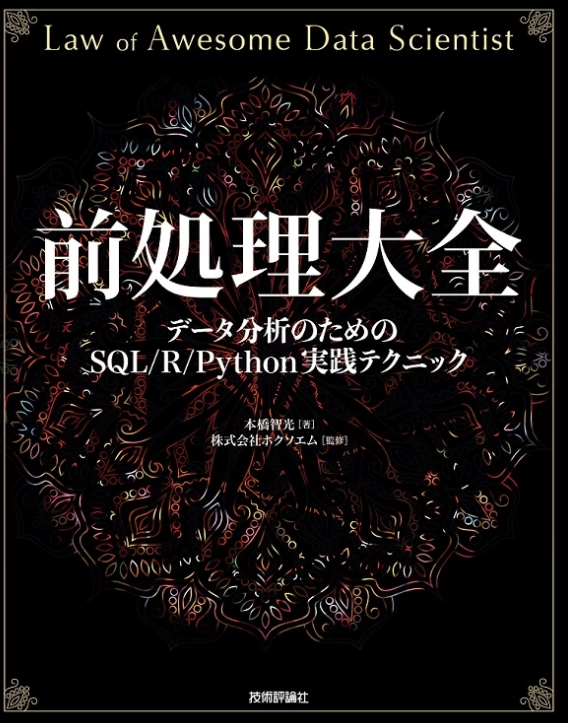 Law of Awesome Data Scientist
前処理大全
データ分析のための
SQL/R/Python実践テクニック
本橋智光［著］
株式会社ホクソエム［監修］
技術評論社